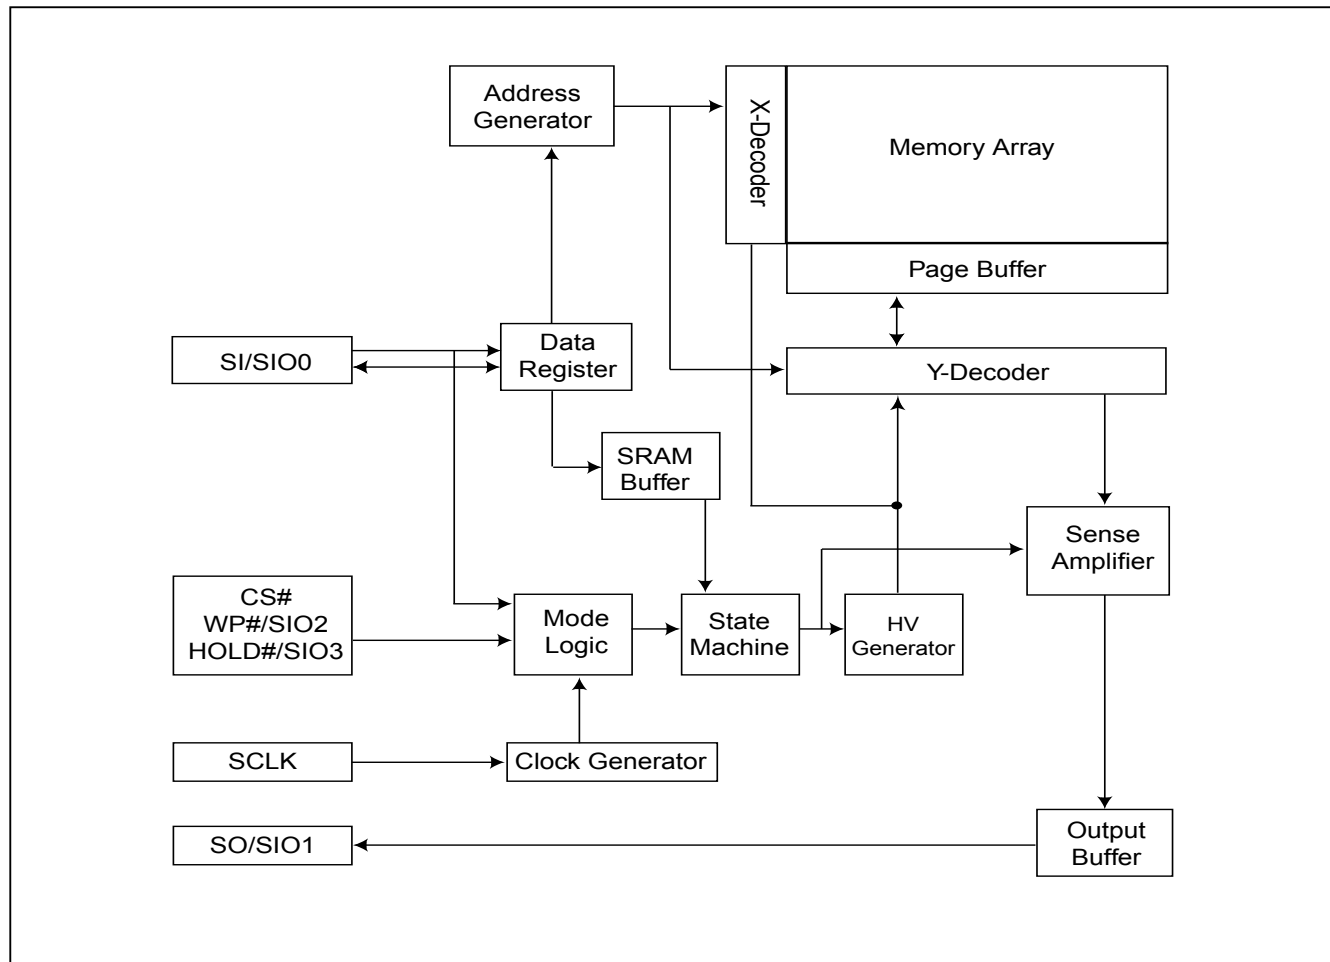 Address
Generator
X-Decoder
Memory Array
Page Buffer
SI/SIO0
Data
Register
Y-Decoder
SRAM
Buffer
Sense
Amplifier
CS#
WP#/SIO2
HOLD#/SIO3
Mode
Logic
State
Machine
HV
Generator
SCLK
Clock Generator
SO/SIO1
Output
Buffer